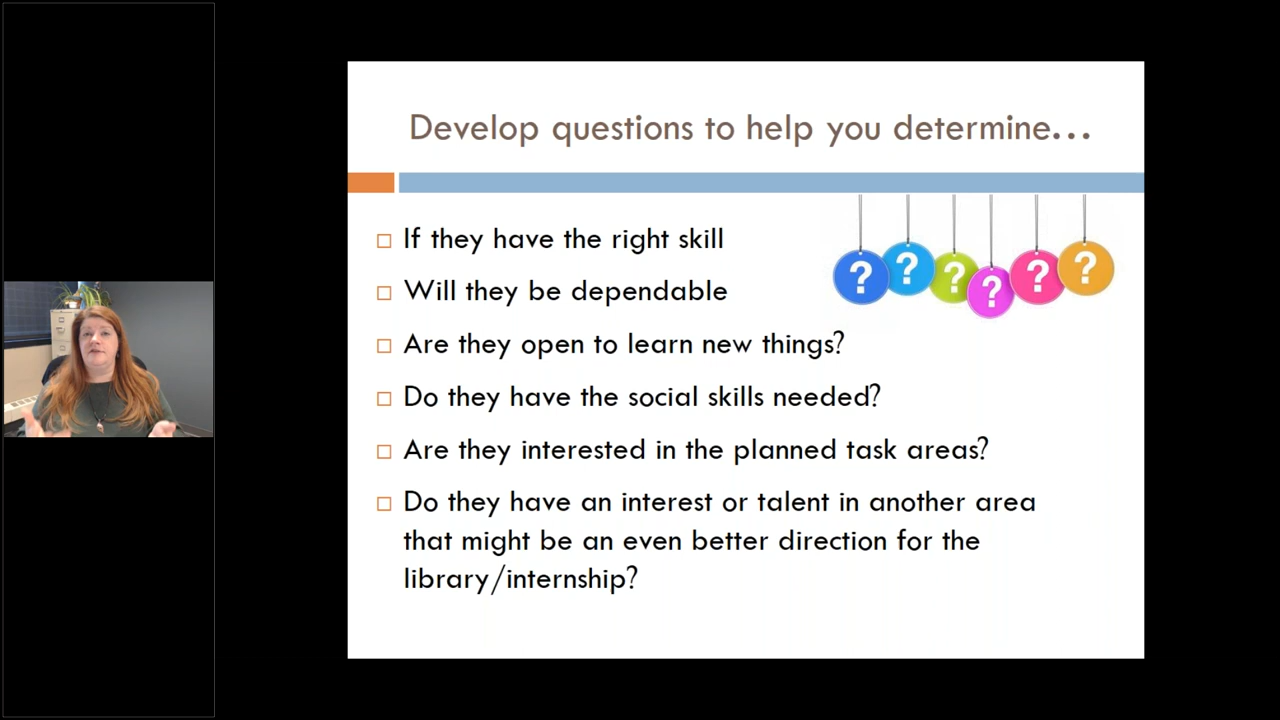 Develop questions to help you determine…
If they have the right skill
Will they be dependable
Are they open to learn new things?
Do they have the social skills needed?
Are they interested in the planned task areas?
Do they have an interest or talent in another area
that might be an even better direction for the
library/internship?
? ? ? ? ? ?